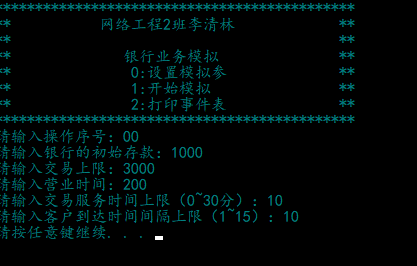 *********************************************
** 网络工程2班李清林 **
** **
** 银行业务模拟 **
** 0:设置模拟参 **
** 1:开始模拟 **
** 2:打印事件表 **
*********************************************
请输入操作序号: 00
请输入银行的初始存款: 1000
请输入交易上限: 3000
请输入营业时间: 200
请输入交易服务时间上限（0~30分）: 10
请输入客户到达时间间隔上限（1~15）: 10
请按任意键继续. . .